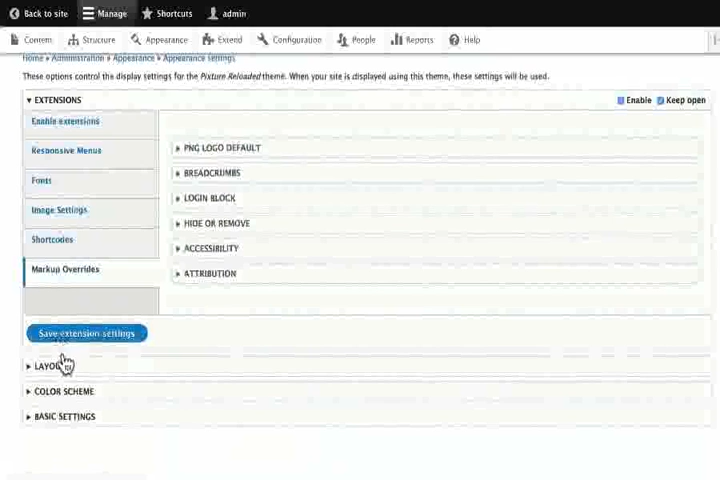 Back to site Manage Shortcuts admin
Content Structure Appearance Extend Configuration People Reports Help
Home » Administration » Appearance » Appearance settings
These options control the display settings for the Pixture Reloaded theme. When your site is displayed using this theme, these settings will be used.
EXTENSIONS Enable Keep open
Enable extensions
Responsive Menus
Fonts
Image Settings
Shortcodes
Markup Overrides
PNG LOGO DEFAULT
BREADCRUMBS
LOGIN BLOCK
HIDE OR REMOVE
ACCESSIBILITY
ATTRIBUTION
Save extension settings
COLOR SCHEME
BASIC SETTINGS